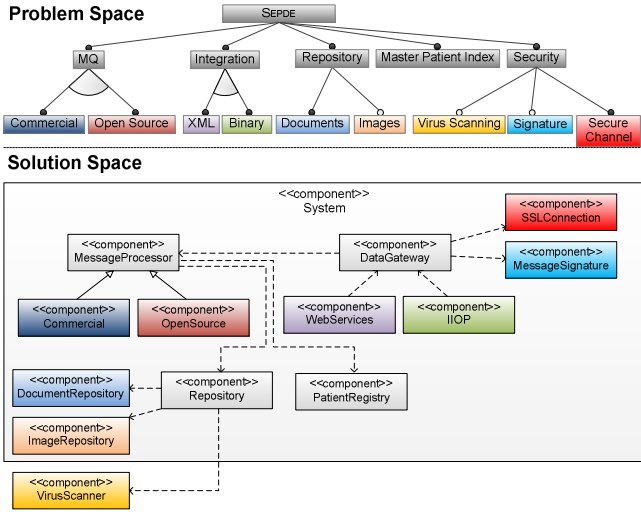 Problem Space
SEPDE
MQ
Integration
Repository
Master Patient Index
Security
Commercial
Open Source
XML
Binary
Documents
Images
Virus Scanning
Signature
Secure
Channel
Solution Space
<<component>>
System
<<component>>
SSLConnection
<<component>>
MessageProcessor
<<component>>
DataGateway
<<component>>
MessageSignature
<<component>>
Commercial
<<component>>
OpenSource
<<component>>
WebServices
<<component>>
IIOP
<<component>>
DocumentRepository
<<component>>
Repository
<<component>>
PatientRegistry
<<component>>
ImageRepository
<<component>>
VirusScanner